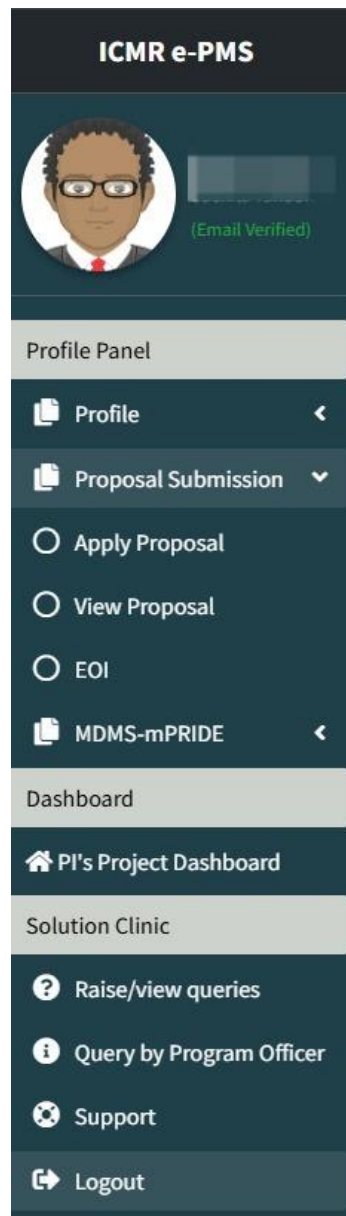 ICMR e-PMS
(Email Verified)
Profile Panel
Profile
Proposal Submission
Apply Proposal
View Proposal
EOI
MDMS-mPRIDE
Dashboard
PI's Project Dashboard
Solution Clinic
Raise/view queries
Query by Program Officer
Support
Logout